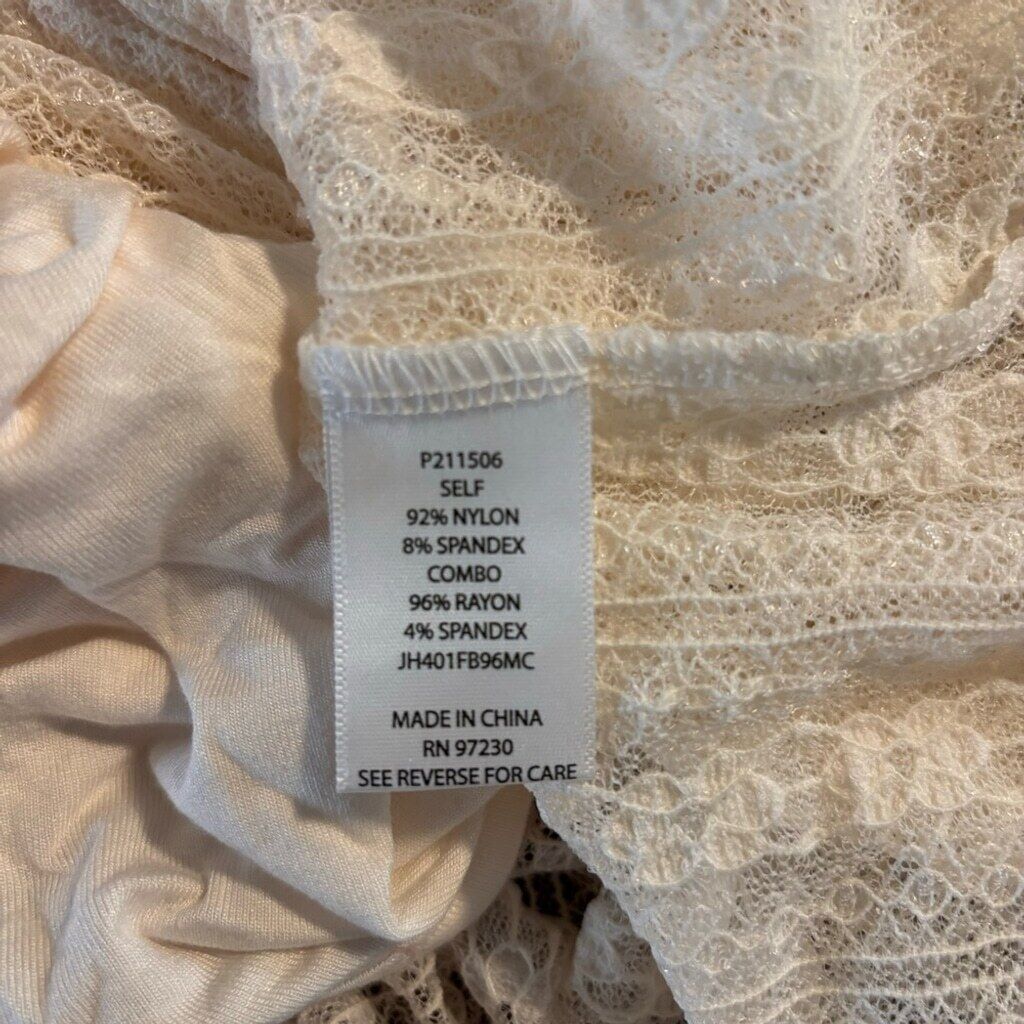 P211506
SELF
92% NYLON
8% SPANDEX
COMBO
96% RAYON
4% SPANDEX
JH401FB96MC
MADE IN CHINA
RN 97230
SEE REVERSE FOR CARE